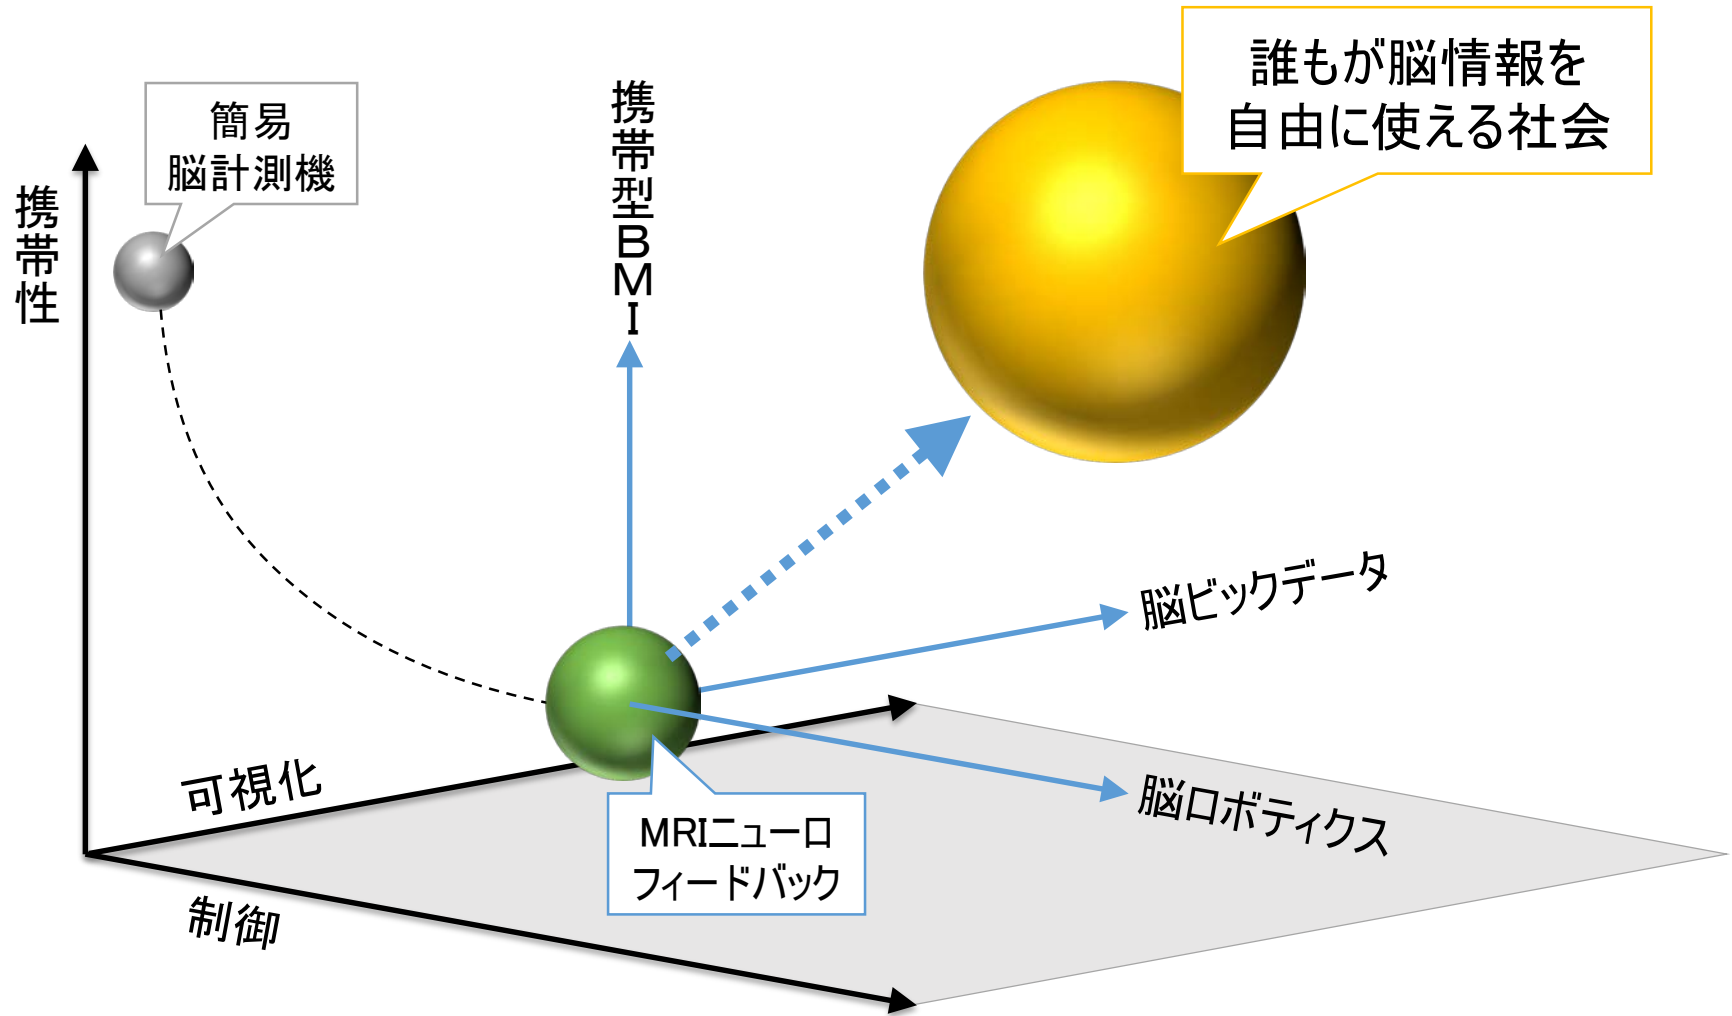 簡易
脳計測機
携帯性
携帯型BMI
誰もが脳情報を
自由に使える社会
脳ビックデータ
可視化
脳ロボティクス
MRIニューロ
フィードバック
制御